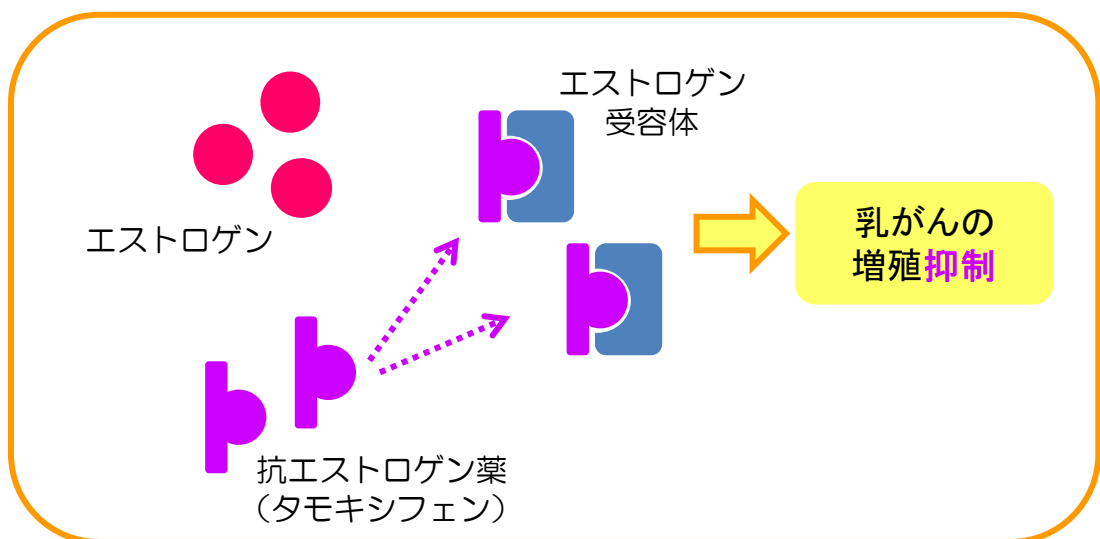 エストロゲン
受容体
エストロゲン
乳がんの
増殖抑制
抗エストロゲン薬
（タモキシフェン）